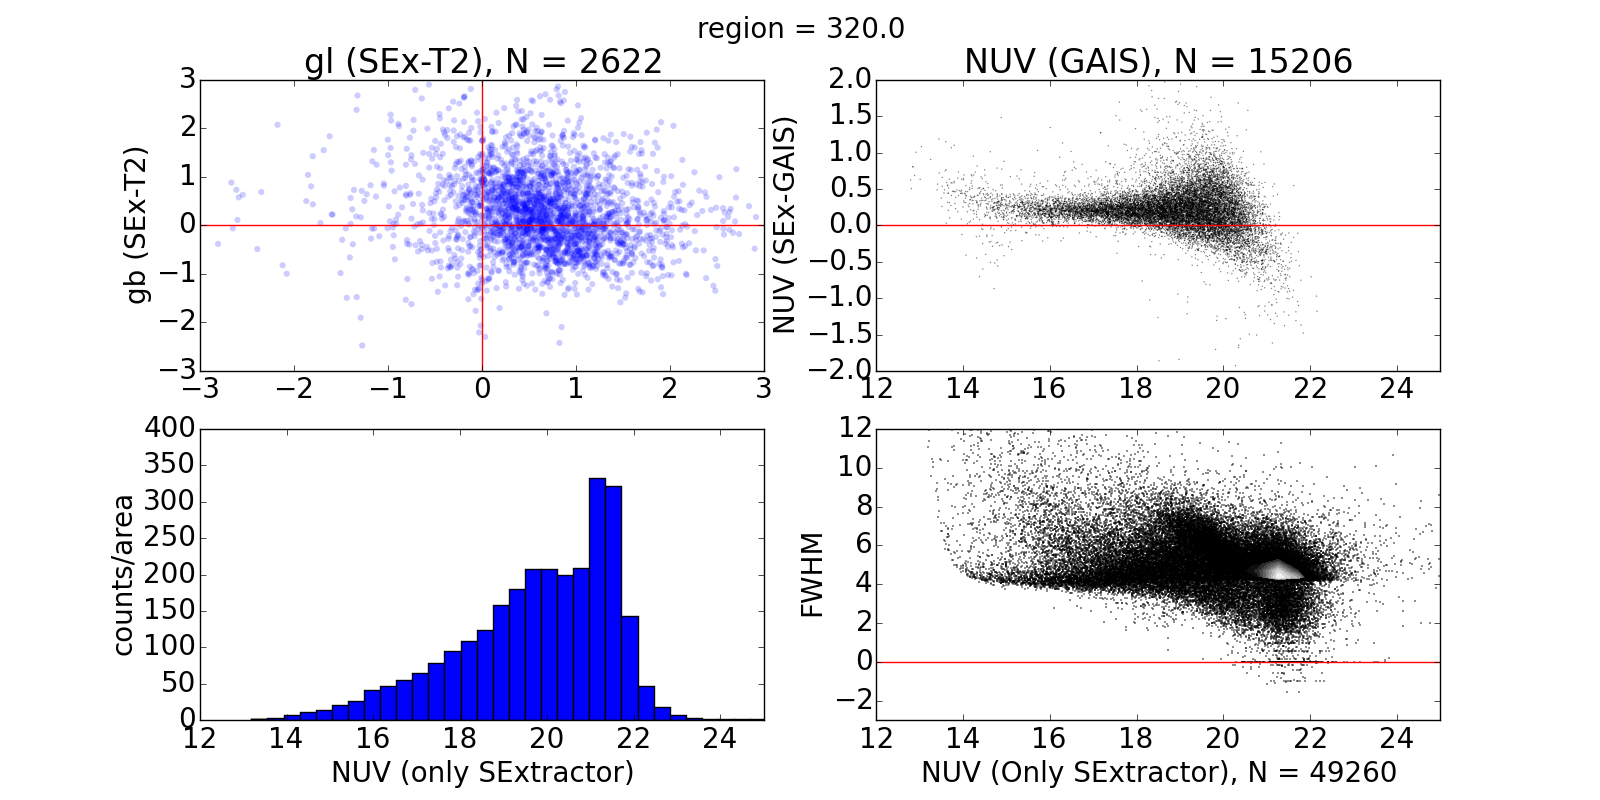 region = 320.0
gl (SEx-T2), N = 2622
3
2
1
0
−1
−2
−3
gb (SEx-T2)
−3 −2 −1 0 1 2 3
NUV (GAIS), N = 15206
2.0
1.5
1.0
0.5
0.0
−0.5
−1.0
−1.5
−2.0
NUV (SEx-GAIS)
12 14 16 18 20 22 24
400
350
300
250
200
150
100
50
0
counts/area
12 14 16 18 20 22 24
NUV (only SExtractor)
12
10
8
6
4
2
0
−2
FWHM
12 14 16 18 20 22 24
NUV (Only SExtractor), N = 49260